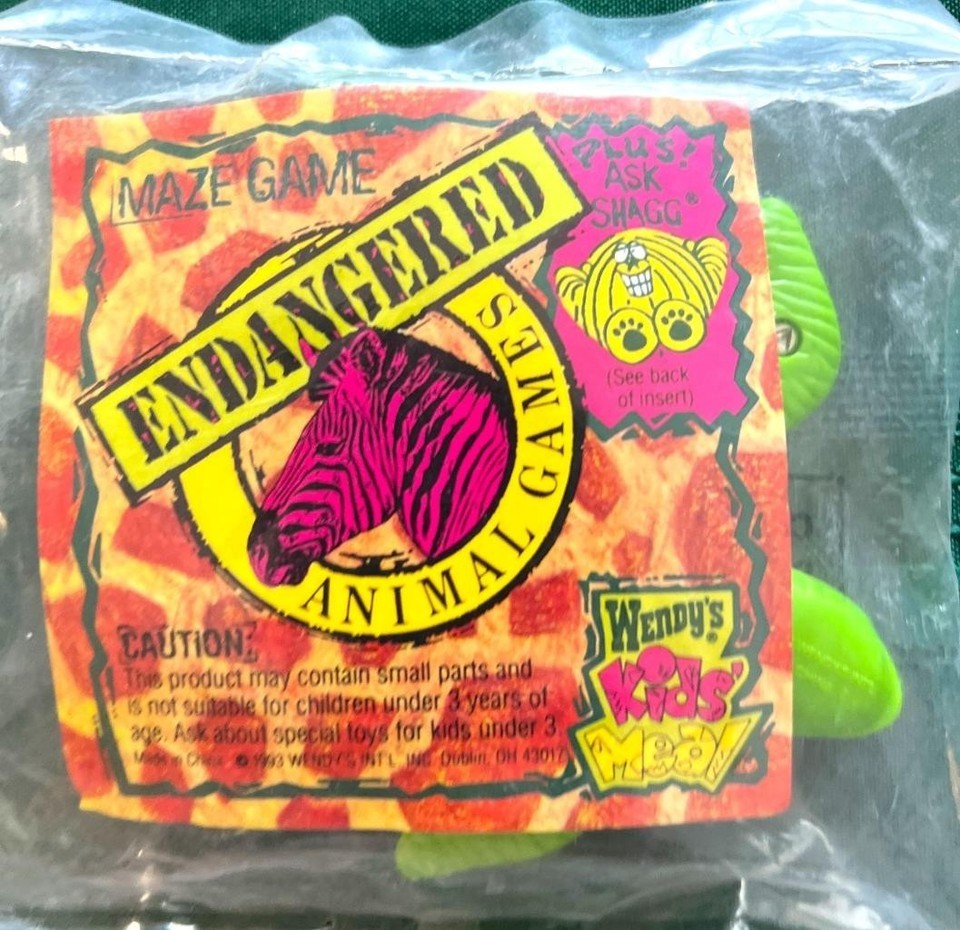 MAZE GAME
ENDANGERED
ANIMAL GAMES
PLUS!
ASK
SHAGG®
(See back
of insert)
CAUTION:
This product may contain small parts and
is not suitable for children under 3 years of
age. Ask about special toys for kids under 3.
Made in China © 1993 WENDY'S INT'L, INC. Dublin, OH 43017
WENDY'S®
Kids'
Meal